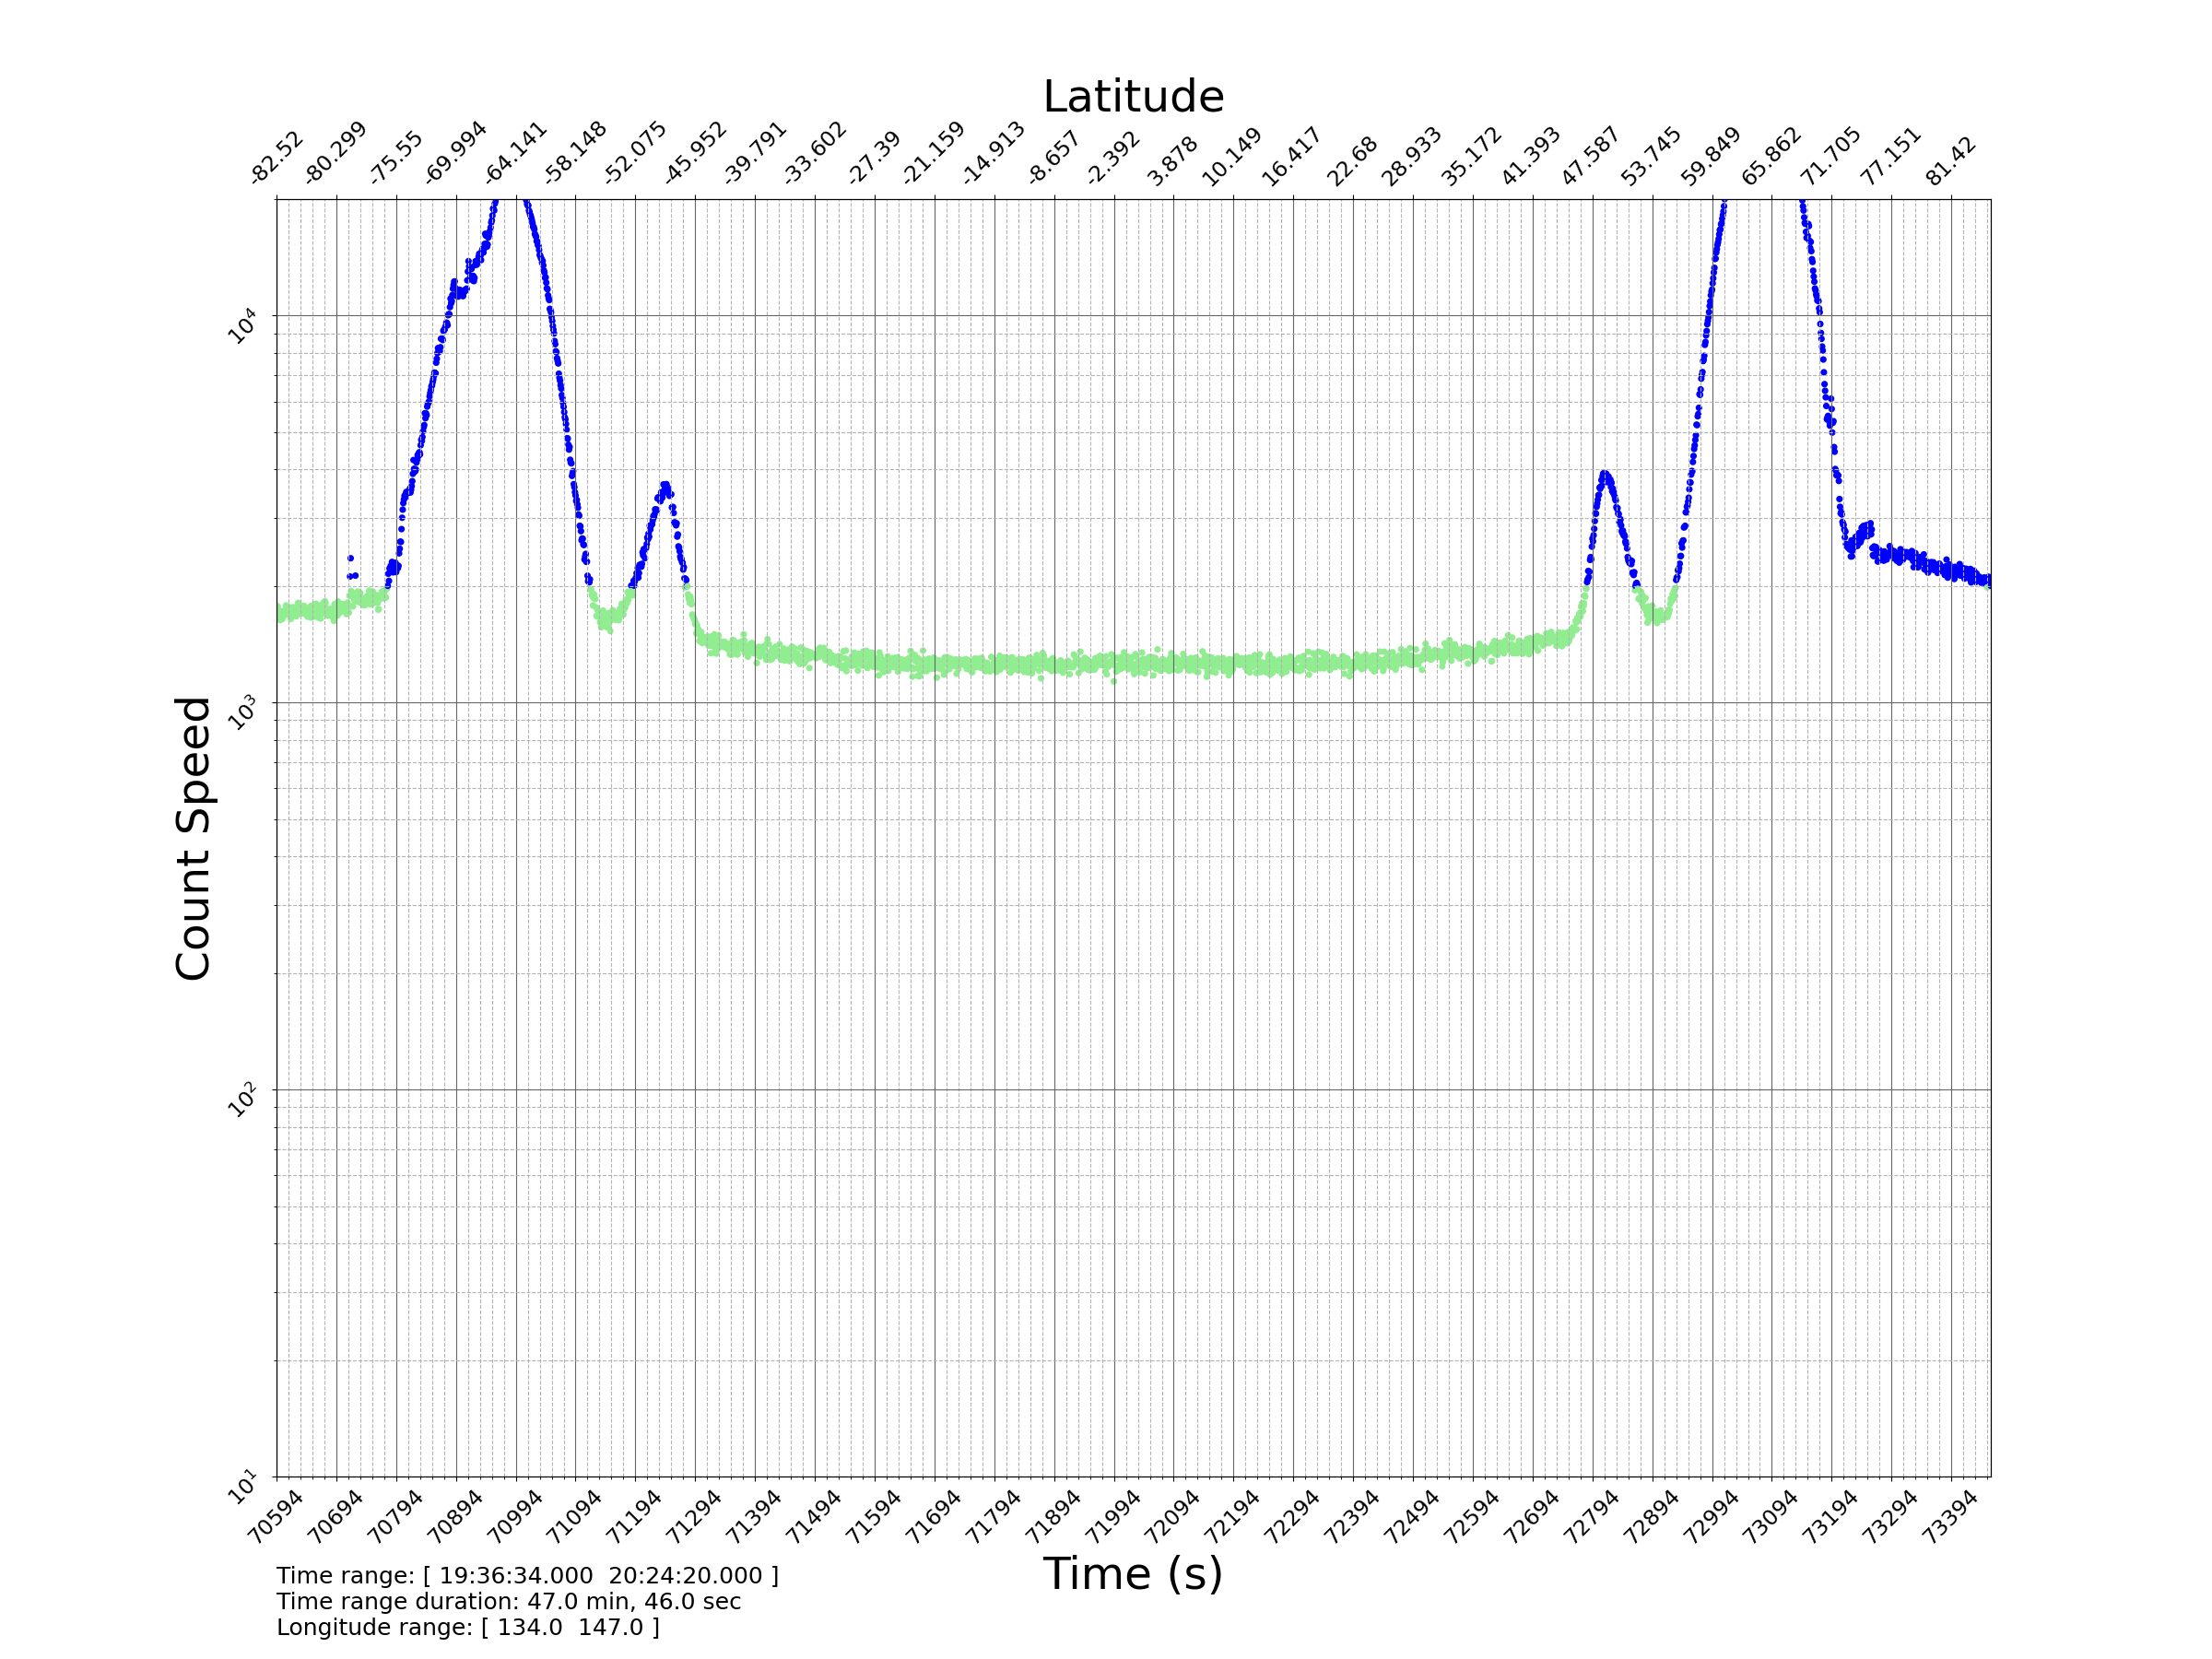 Latitude
-82.52 -80.299 -75.55 -69.994 -64.141 -58.148 -52.075 -45.952 -39.791 -33.602 -27.39 -21.159 -14.913 -8.657 -2.392 3.878 10.149 16.417 22.68 28.933 35.172 41.393 47.587 53.745 59.849 65.862 71.705 77.151 81.42
10⁴
10³
10²
10¹
Count Speed
70594 70694 70794 70894 70994 71094 71194 71294 71394 71494 71594 71694 71794 71894 71994 72094 72194 72294 72394 72494 72594 72694 72794 72894 72994 73094 73194 73294 73394
Time (s)
Time range: [ 19:36:34.000  20:24:20.000 ]
Time range duration: 47.0 min, 46.0 sec
Longitude range: [ 134.0  147.0 ]